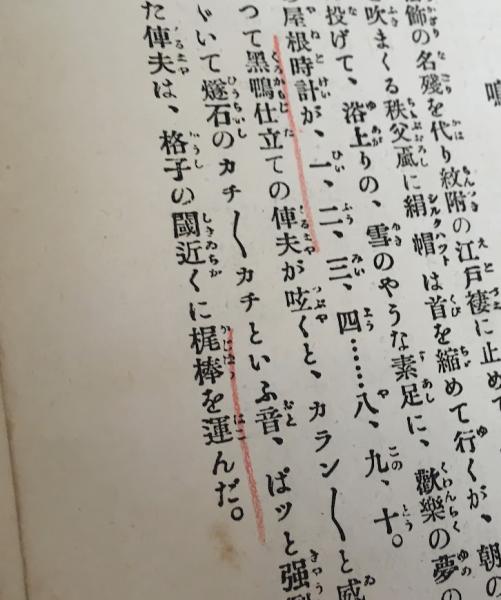 鳴
飾の名殘を代り紋附の江戸褄に止めて
吹まくる秩父颪に絹帽は首を縮めて行くが、朝の
投げて、浴上りの、雪のやうな素足に、歡樂の夢の
屋根時計が、一、二、三、四……八、九、十。
つて黑鴨仕立ての俥夫が呟くと、カラン〳〵と威
いて燧石のカチ〳〵カチといふ音、ぱッと强
た俥夫は、格子の閾近くに梶棒を運んだ。